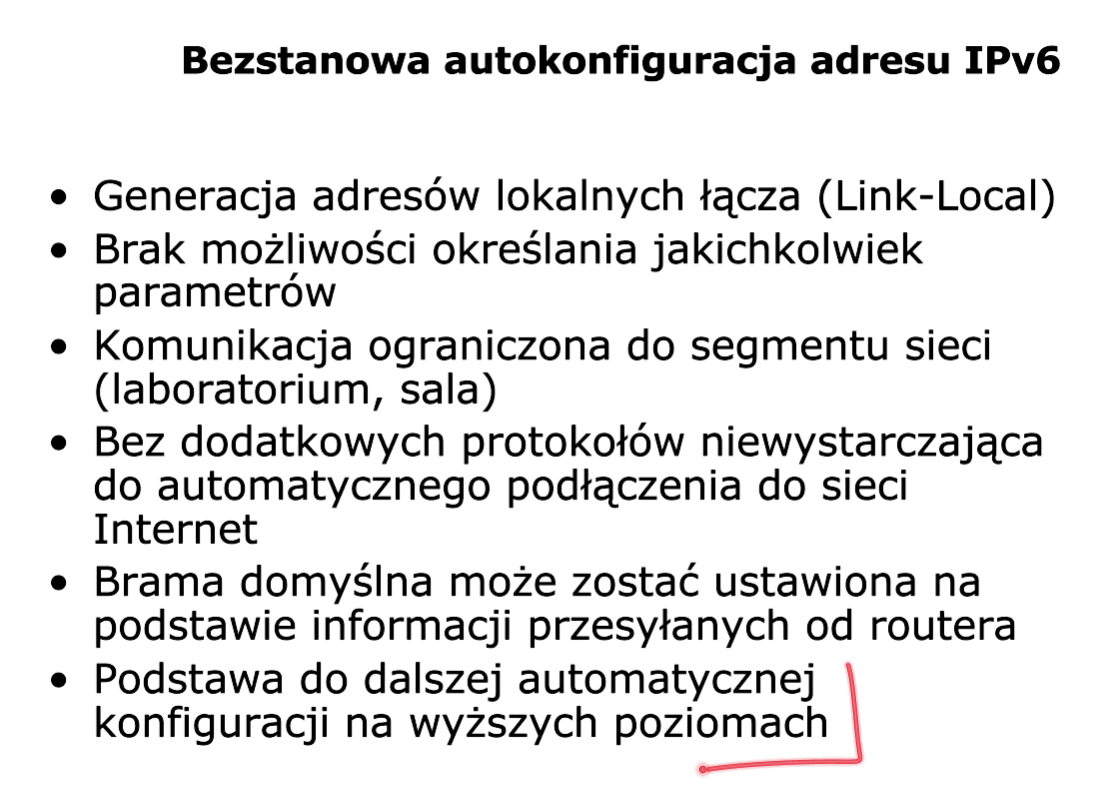 Bezstanowa autokonfiguracja adresu IPv6
• Generacja adresów lokalnych łącza (Link-Local)
• Brak możliwości określania jakichkolwiek
parametrów
• Komunikacja ograniczona do segmentu sieci
(laboratorium, sala)
• Bez dodatkowych protokołów niewystarczająca
do automatycznego podłączenia do sieci
Internet
• Brama domyślna może zostać ustawiona na
podstawie informacji przesyłanych od routera
• Podstawa do dalszej automatycznej
konfiguracji na wyższych poziomach